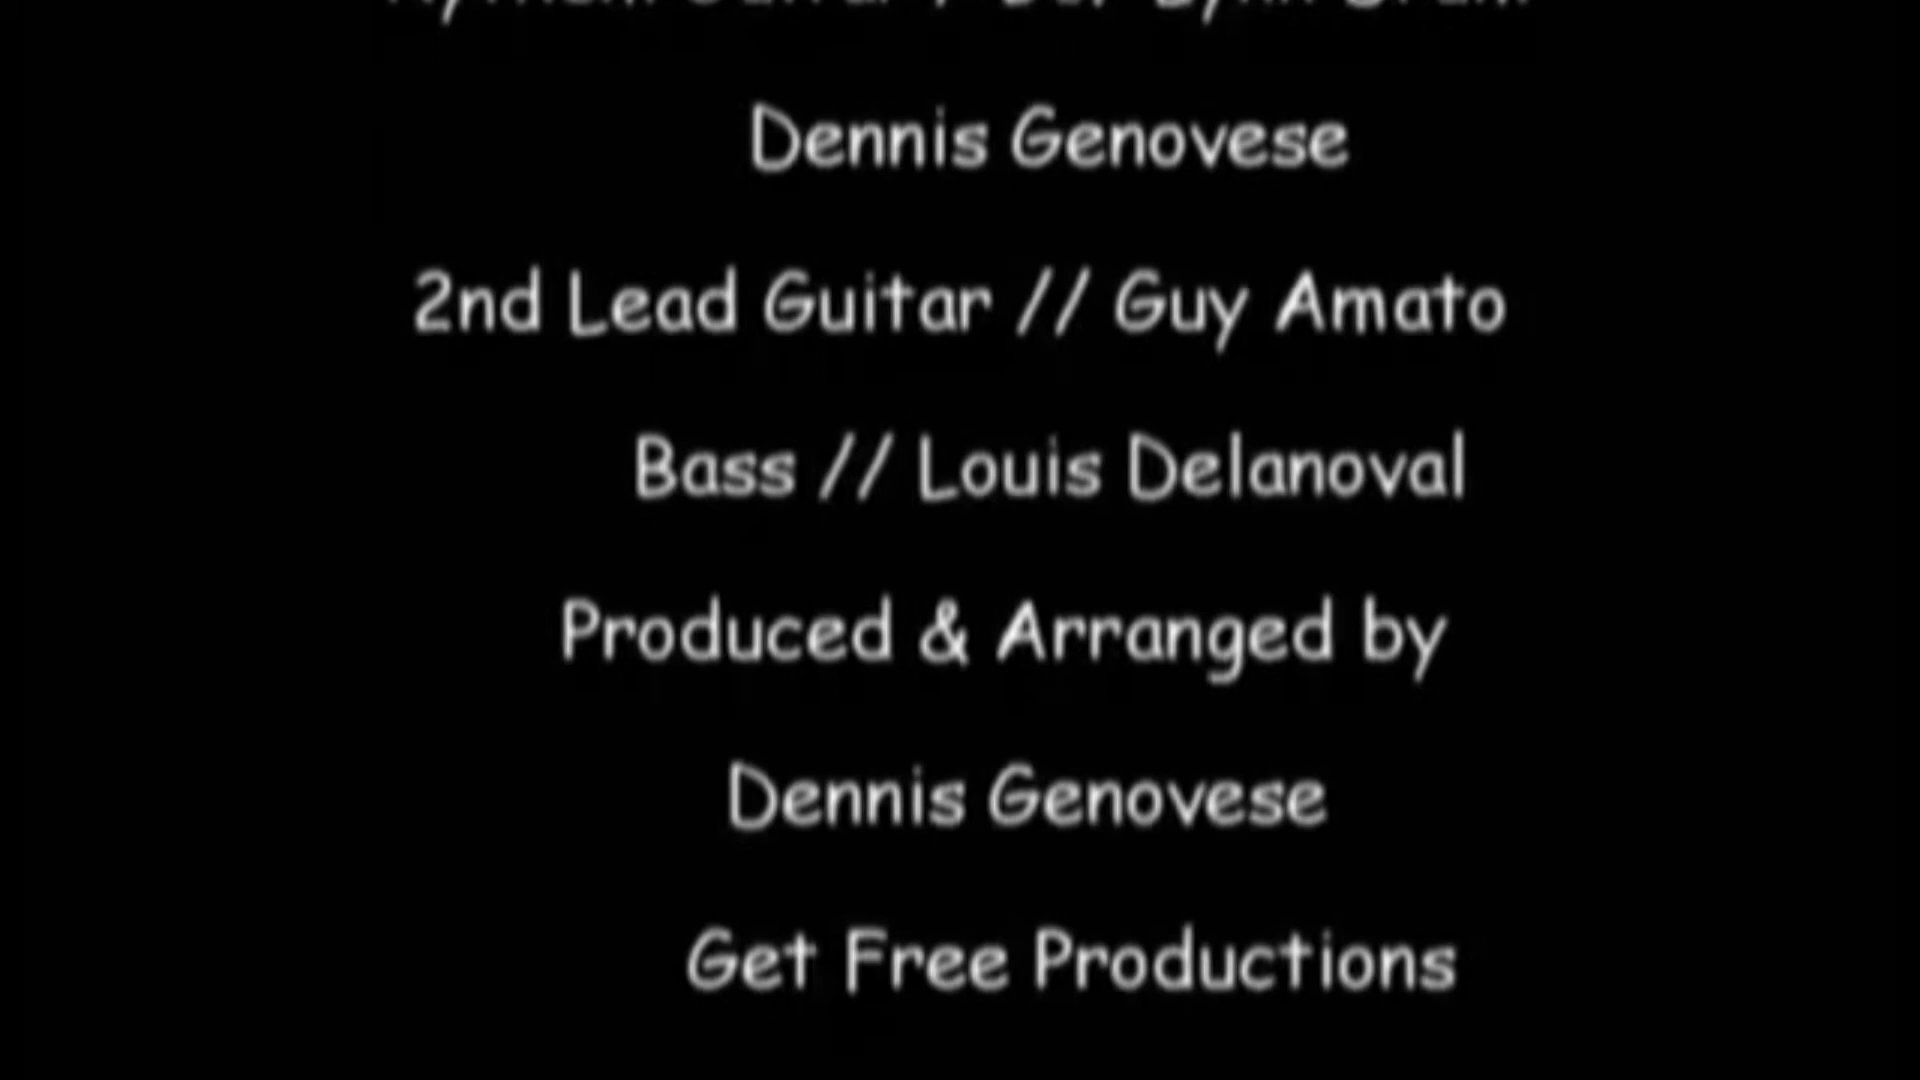 Dennis Genovese
2nd Lead Guitar // Guy Amato
Bass // Louis Delanoval
Produced & Arranged by
Dennis Genovese
Get Free Productions